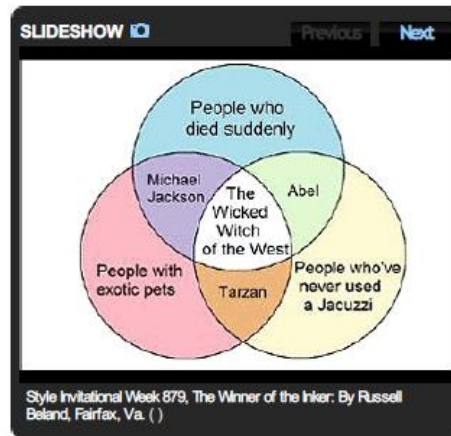 SLIDESHOW
Previous
Next
People who
died suddenly
Michael
Jackson
The
Wicked
Witch
of the West
Abel
People with
exotic pets
Tarzan
People who've
never used
a Jacuzzi
Style Invitational Week 879, The Winner of the Inker: By Russell
Beland, Fairfax, Va. ( )